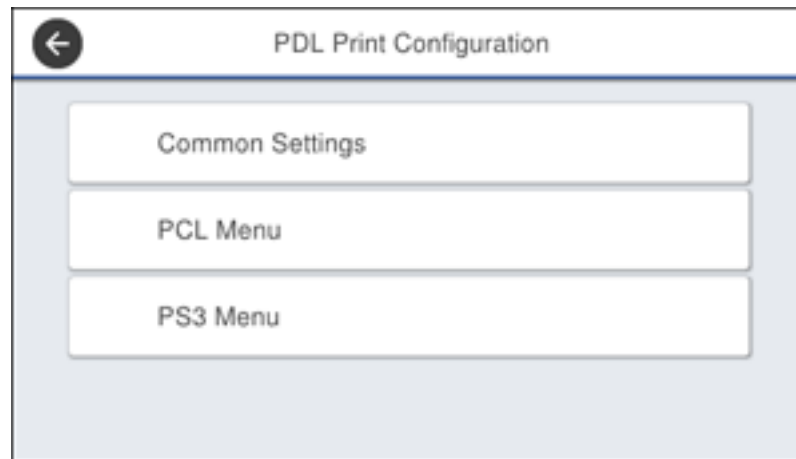 PDL Print Configuration
Common Settings
PCL Menu
PS3 Menu